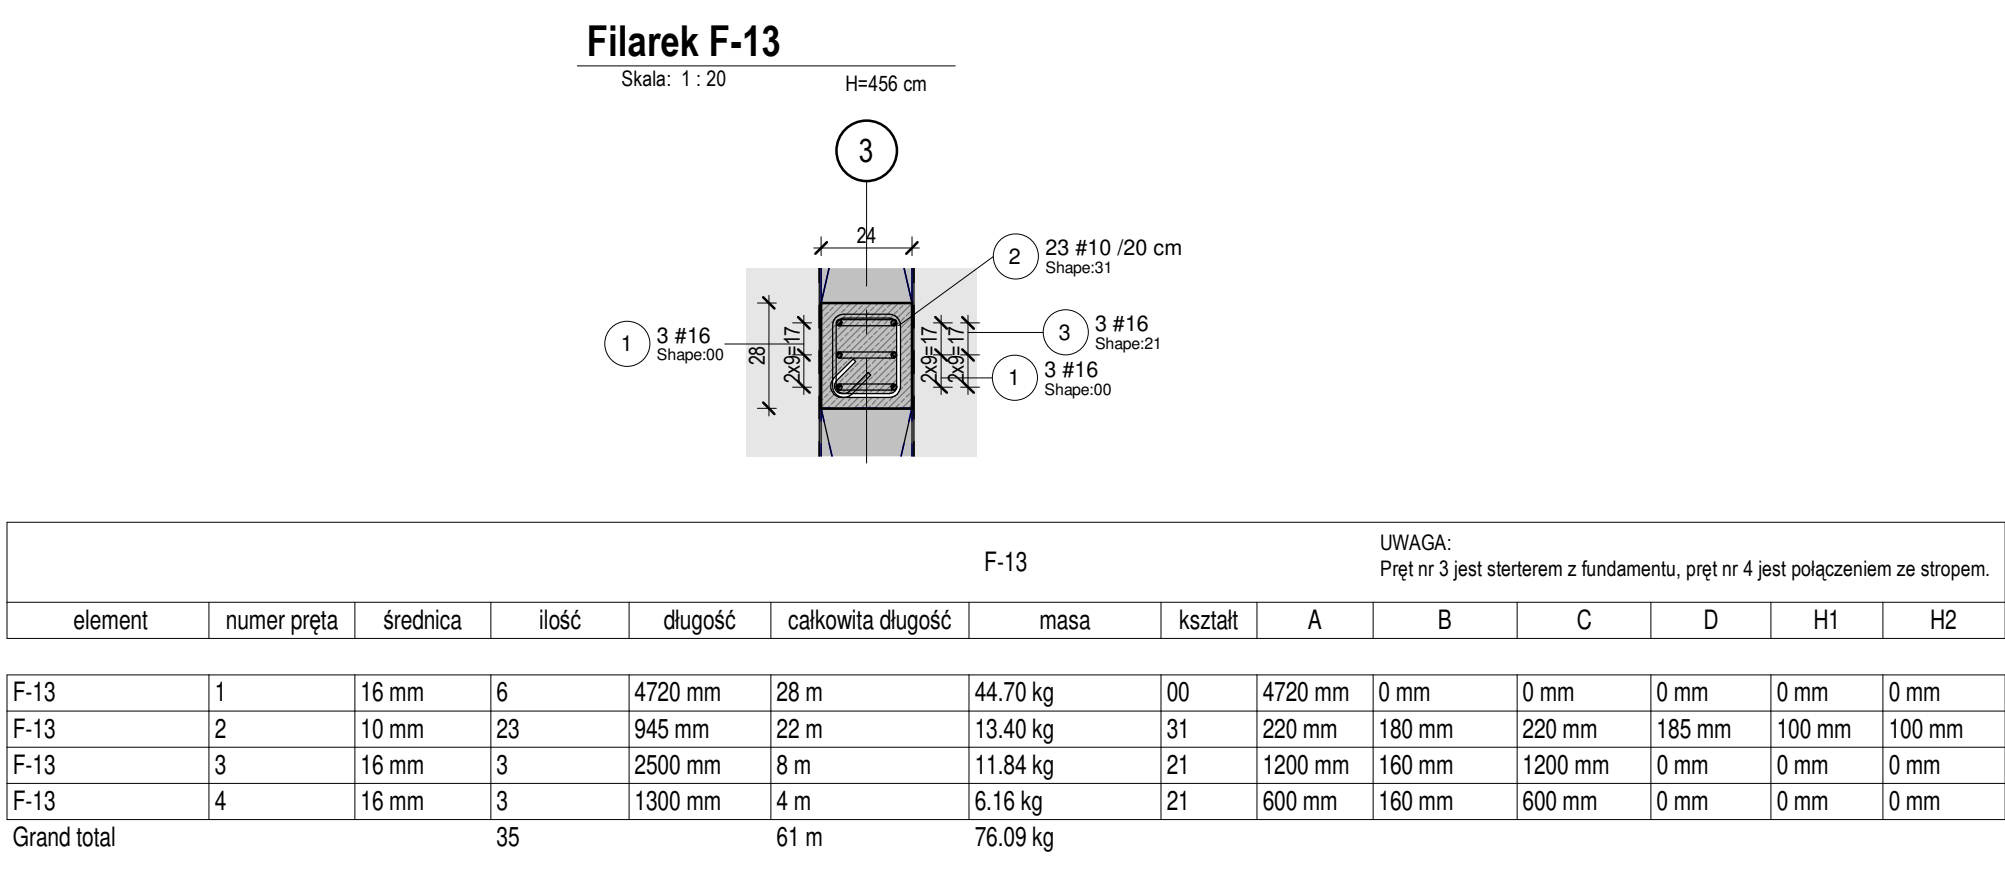 Filarek F-13
Skala: 1 : 20 H=456 cm
3
24
2 23 #10 /20 cm
Shape:31
1 3 #16
Shape:00
28
2x9=17
2x9=17
2x9=17
3 3 #16
Shape:21
1 3 #16
Shape:00
F-13
UWAGA:
Pręt nr 3 jest sterterem z fundamentu, pręt nr 4 jest połączeniem ze stropem.
element numer pręta średnica ilość długość całkowita długość masa kształt A B C D H1 H2
F-13 1 16 mm 6 4720 mm 28 m 44.70 kg 00 4720 mm 0 mm 0 mm 0 mm 0 mm 0 mm
F-13 2 10 mm 23 945 mm 22 m 13.40 kg 31 220 mm 180 mm 220 mm 185 mm 100 mm 100 mm
F-13 3 16 mm 3 2500 mm 8 m 11.84 kg 21 1200 mm 160 mm 1200 mm 0 mm 0 mm 0 mm
F-13 4 16 mm 3 1300 mm 4 m 6.16 kg 21 600 mm 160 mm 600 mm 0 mm 0 mm 0 mm
Grand total 35 61 m 76.09 kg